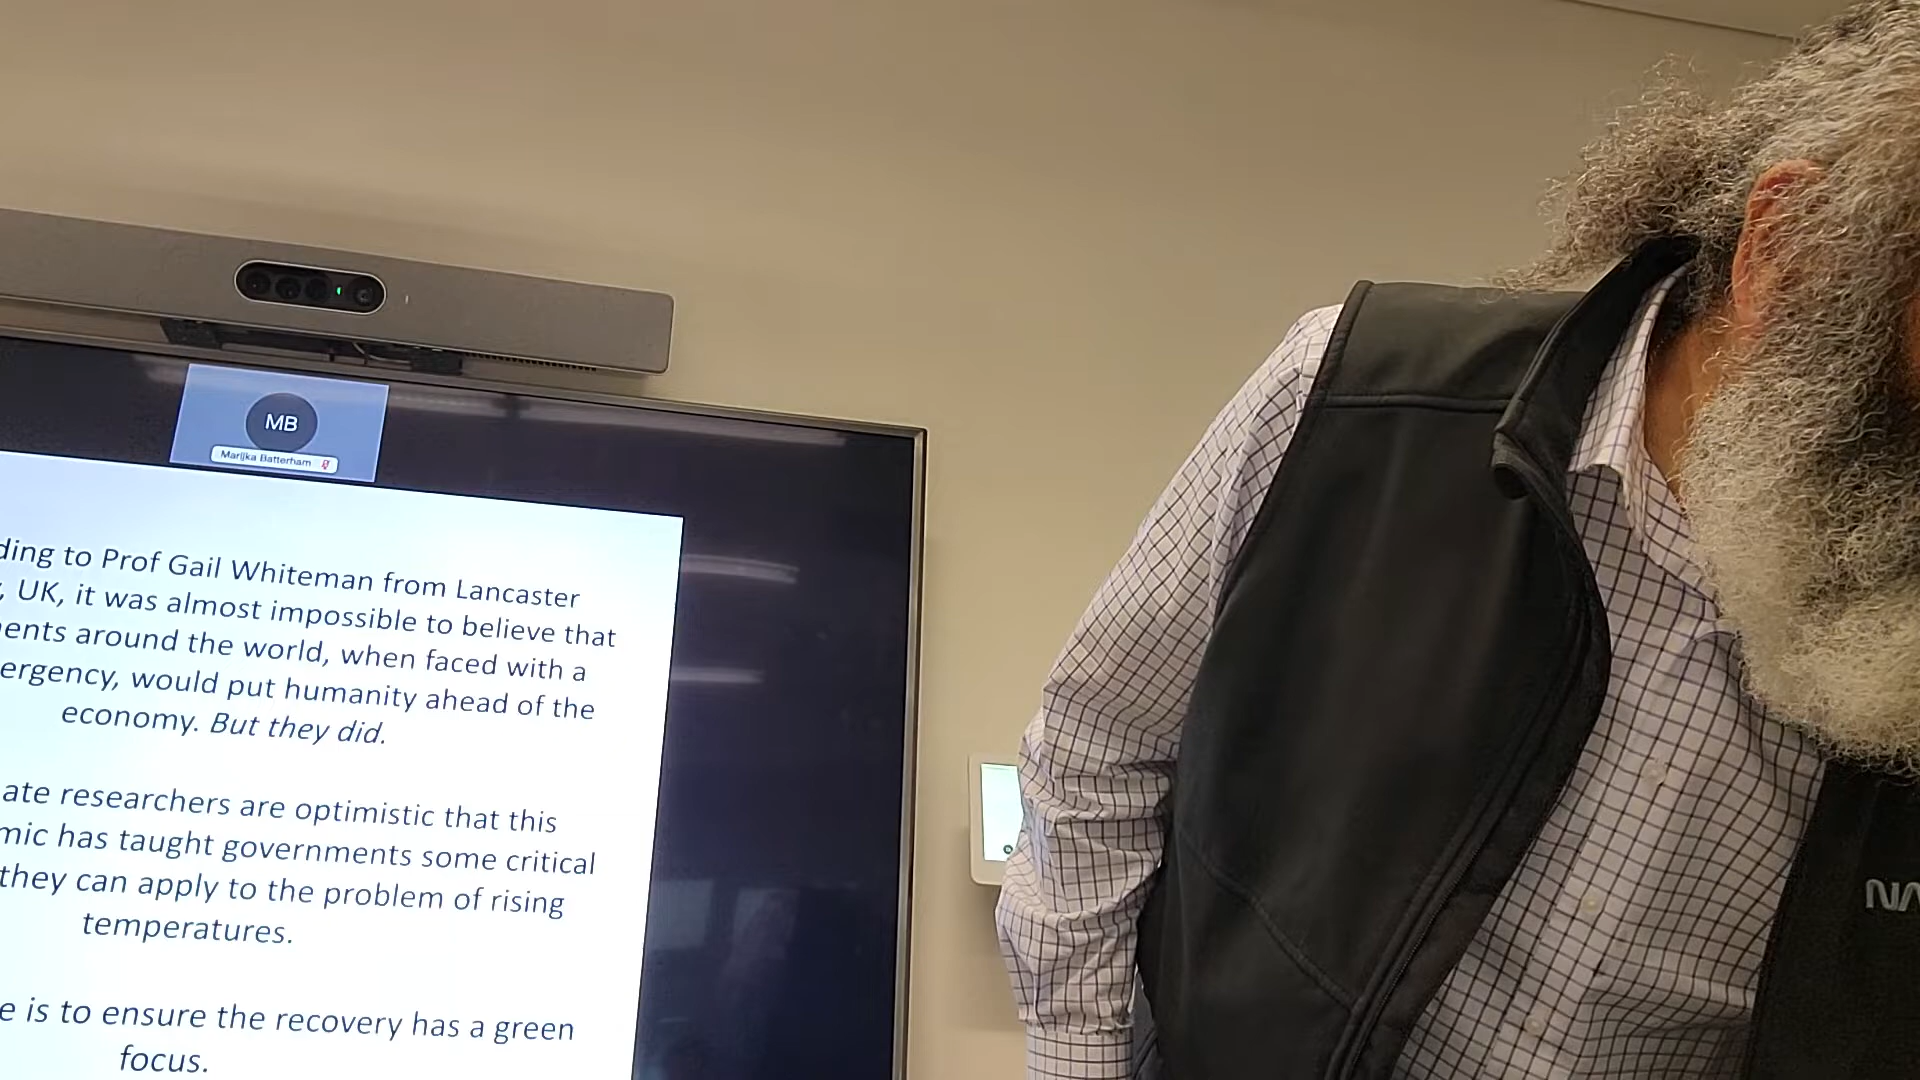 MB
Marijka Batterham
ding to Prof Gail Whiteman from Lancaster
, UK, it was almost impossible to believe that
ents around the world, when faced with a
ergency, would put humanity ahead of the
economy. But they did.
ate researchers are optimistic that this
mic has taught governments some critical
they can apply to the problem of rising
temperatures.
e is to ensure the recovery has a green
focus.
NA